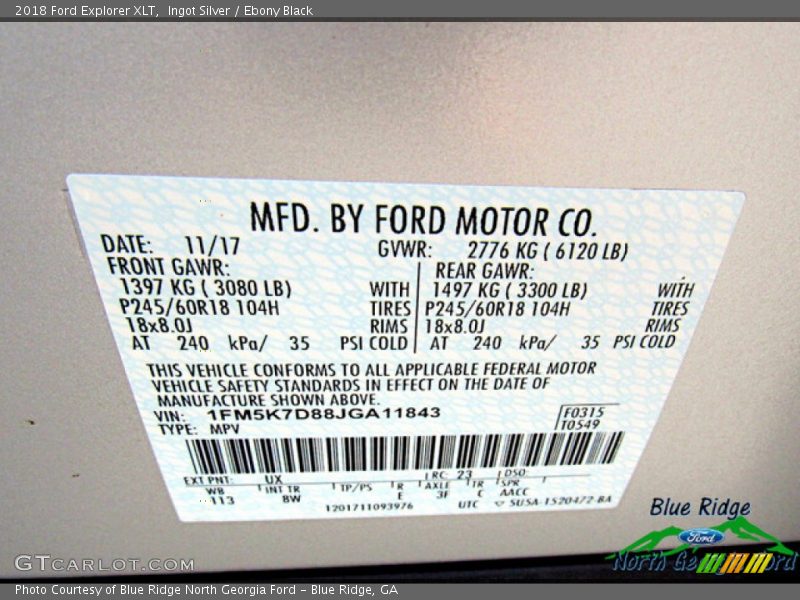 2018 Ford Explorer XLT, Ingot Silver / Ebony Black
MFD. BY FORD MOTOR CO.
DATE: 11/17 GVWR: 2776 KG ( 6120 LB)
FRONT GAWR: REAR GAWR:
1397 KG ( 3080 LB) WITH 1497 KG ( 3300 LB) WITH
P245/60R18 104H TIRES P245/60R18 104H TIRES
18x8.0J RIMS 18x8.0J RIMS
AT 240 kPa/ 35 PSI COLD AT 240 kPa/ 35 PSI COLD
THIS VEHICLE CONFORMS TO ALL APPLICABLE FEDERAL MOTOR
VEHICLE SAFETY STANDARDS IN EFFECT ON THE DATE OF
MANUFACTURE SHOWN ABOVE.
VIN: 1FM5K7D88JGA11843 F0315
TYPE: MPV T0549
EXT PNT: UX RC: 23 DSO:
WB INT TR TP/PS R AXLE TR SPR
113 8W E 3F C AACC
1201711093976 UTC SU5A-1520472-BA
Blue Ridge
Ford
North Georgia Ford
GTCARLOT.COM
Photo Courtesy of Blue Ridge North Georgia Ford – Blue Ridge, GA